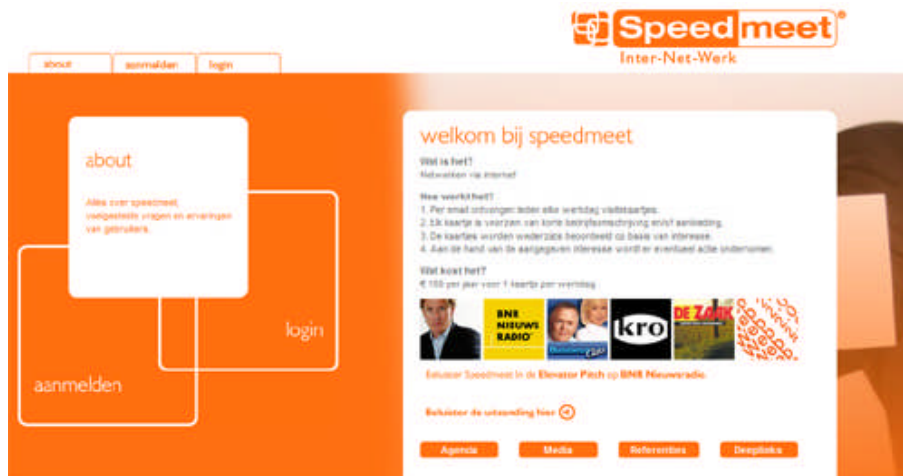 Speedmeet®
Inter-Net-Werk
about
aanmelden
login
about
Alles over speedmeet,
veelgestelde vragen en ervaringen
van gebruikers.
login
aanmelden
welkom bij speedmeet
Wat is het?
Netwerken via internet
Hoe werkt het?
1. Per email ontvangen leden elke werkdag visitekaartjes.
2. Elk kaartje is voorzien van korte bedrijfsomschrijving en/of aanbieding.
3. De kaartjes worden wederzijds beoordeeld op basis van interesse.
4. Aan de hand van de aangegeven interesse wordt er eventueel actie ondernomen.
Wat kost het?
per jaar voor 1 kaartje per werkdag.
BNR
NIEUWS
RADIO
kro
DE ZAAK
Beluister Speedmeet in de Elevator Pitch op BNR Nieuwsradio.
Beluister de uitzending hier
Agenda
Media
Referenties
Deeplinks